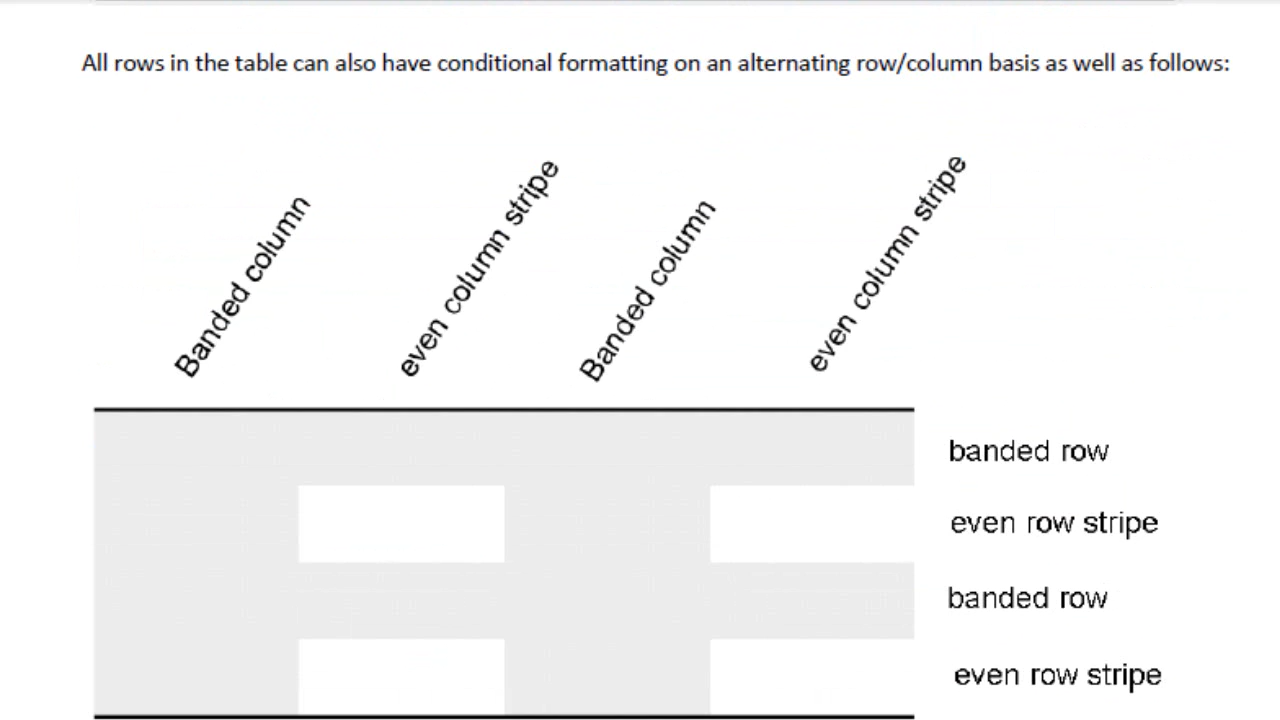 All rows in the table can also have conditional formatting on an alternating row/column basis as well as follows:
Banded column
even column stripe
Banded column
even column stripe
banded row
even row stripe
banded row
even row stripe